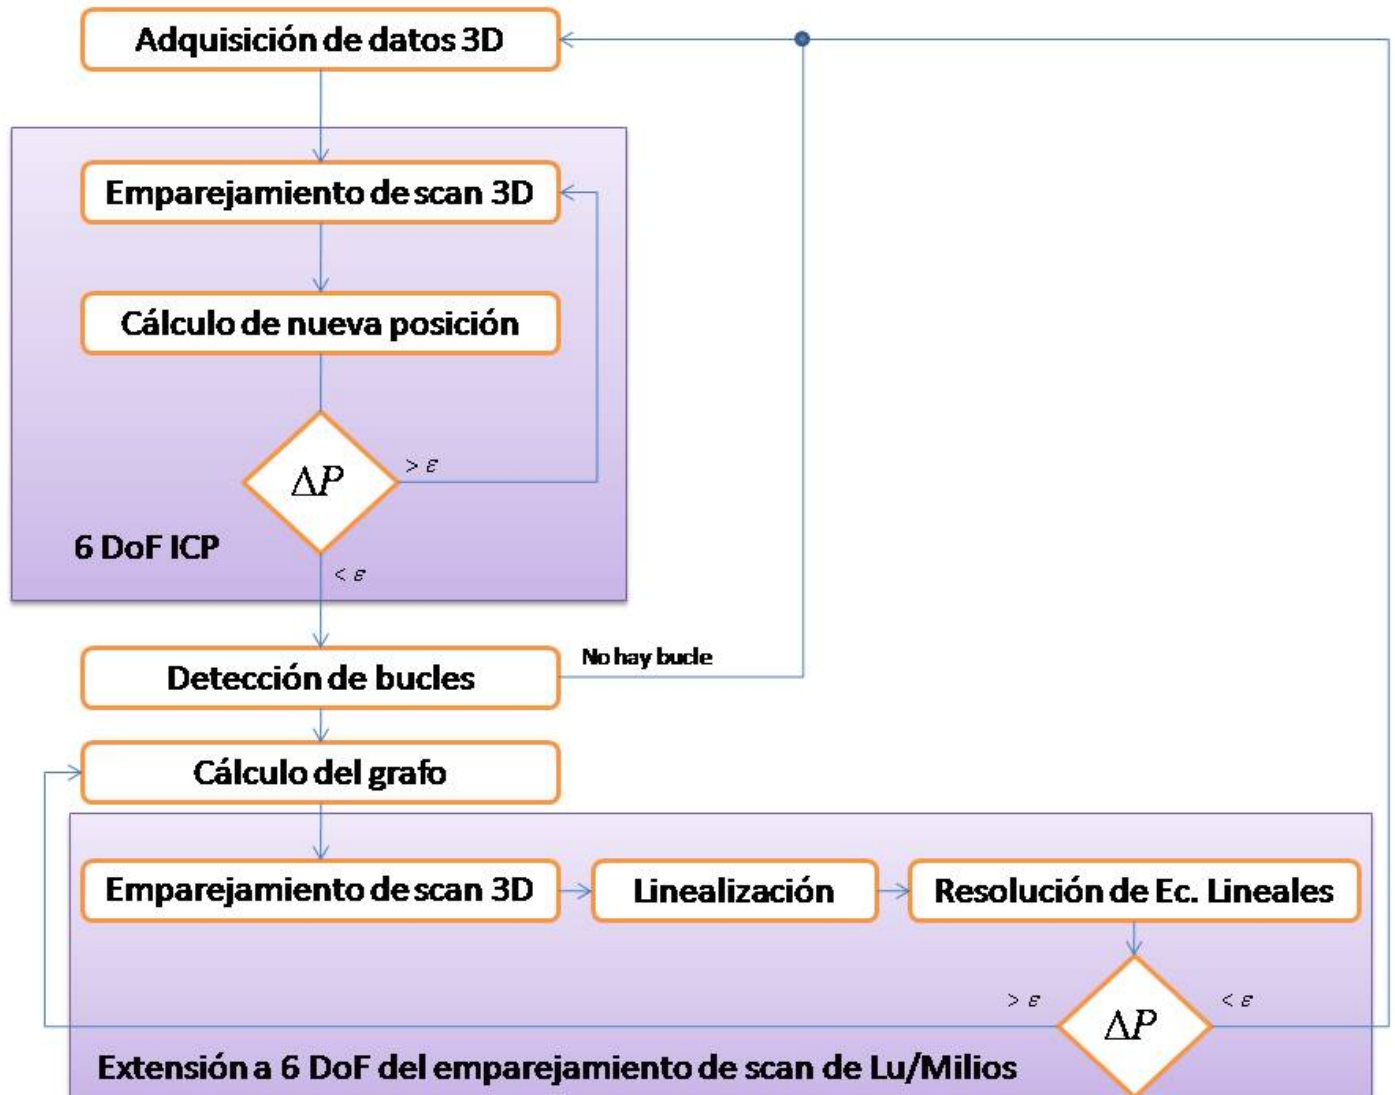 Adquisición de datos 3D
Emparejamiento de scan 3D
Cálculo de nueva posición
ΔP
> ε
6 DoF ICP
< ε
Detección de bucles
No hay bucle
Cálculo del grafo
Emparejamiento de scan 3D
Linealización
Resolución de Ec. Lineales
> ε
ΔP
< ε
Extensión a 6 DoF del emparejamiento de scan de Lu/Milios